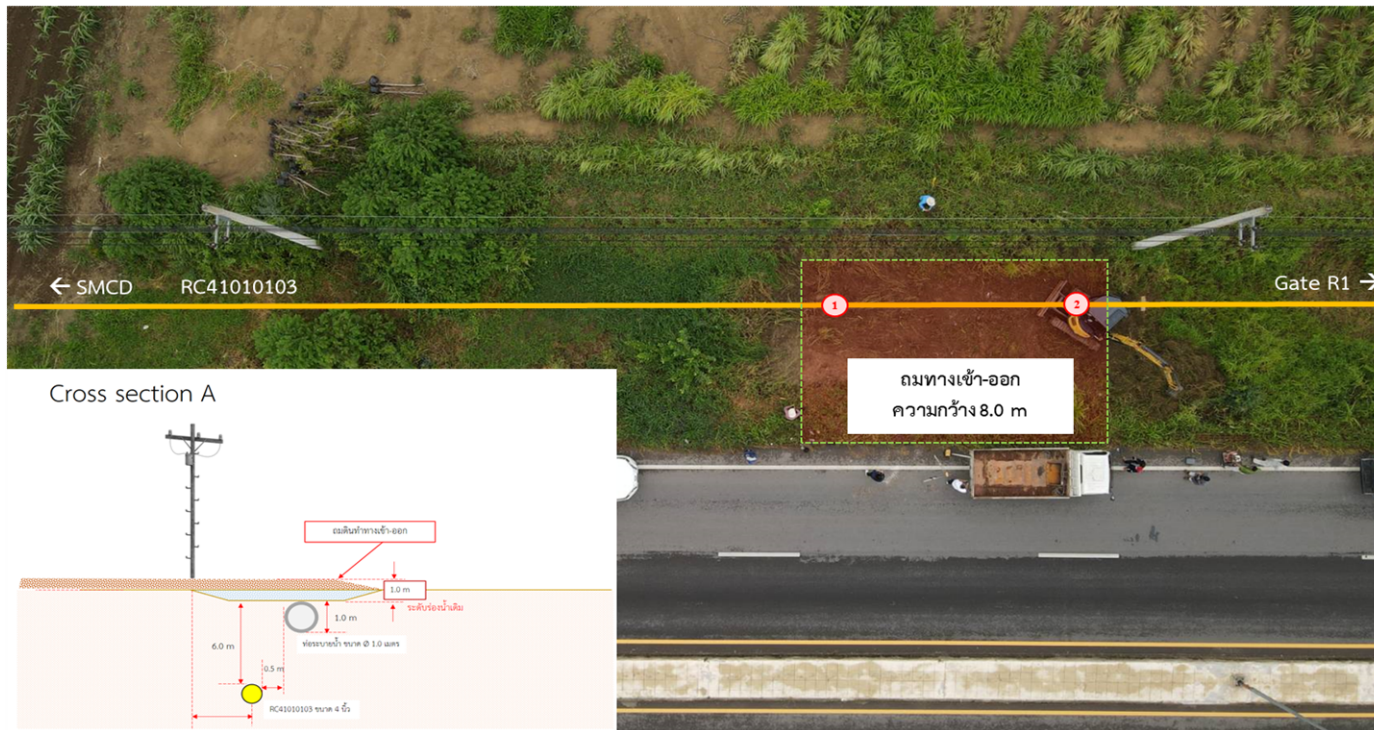 ← SMCD RC41010103
Gate R1 →
1
2
ถมทางเข้า-ออก
ความกว้าง 8.0 m
Cross section A
ถมดินทำทางเข้า-ออก
1.0 m
ระดับร่องน้ำเดิม
1.0 m
ท่อระบายน้ำ ขนาด Ø 1.0 เมตร
6.0 m
0.5 m
RC41010103 ขนาด 4 นิ้ว